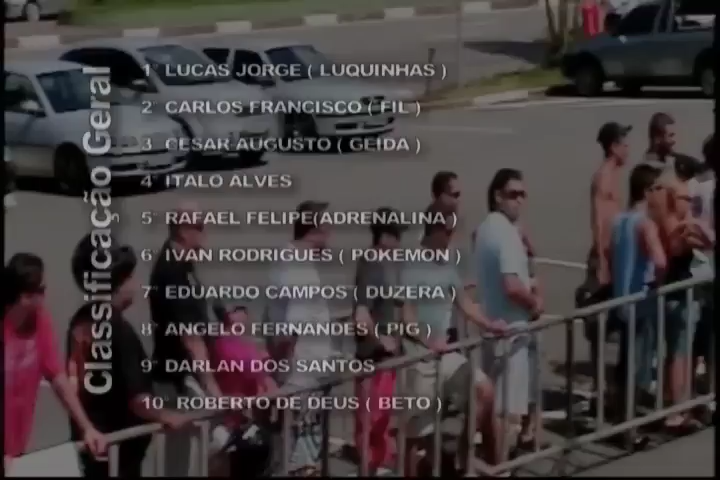 Classificação Geral
1° LUCAS JORGE ( LUQUINHAS )
2° CARLOS FRANCISCO ( FIL )
3° CESAR AUGUSTO ( GEIDA )
4° ITALO ALVES
5° RAFAEL FELIPE(ADRENALINA )
6° IVAN RODRIGUES ( POKEMON )
7° EDUARDO CAMPOS ( DUZERA )
8° ANGELO FERNANDES ( PIG )
9° DARLAN DOS SANTOS
10° ROBERTO DE DEUS ( BETO )